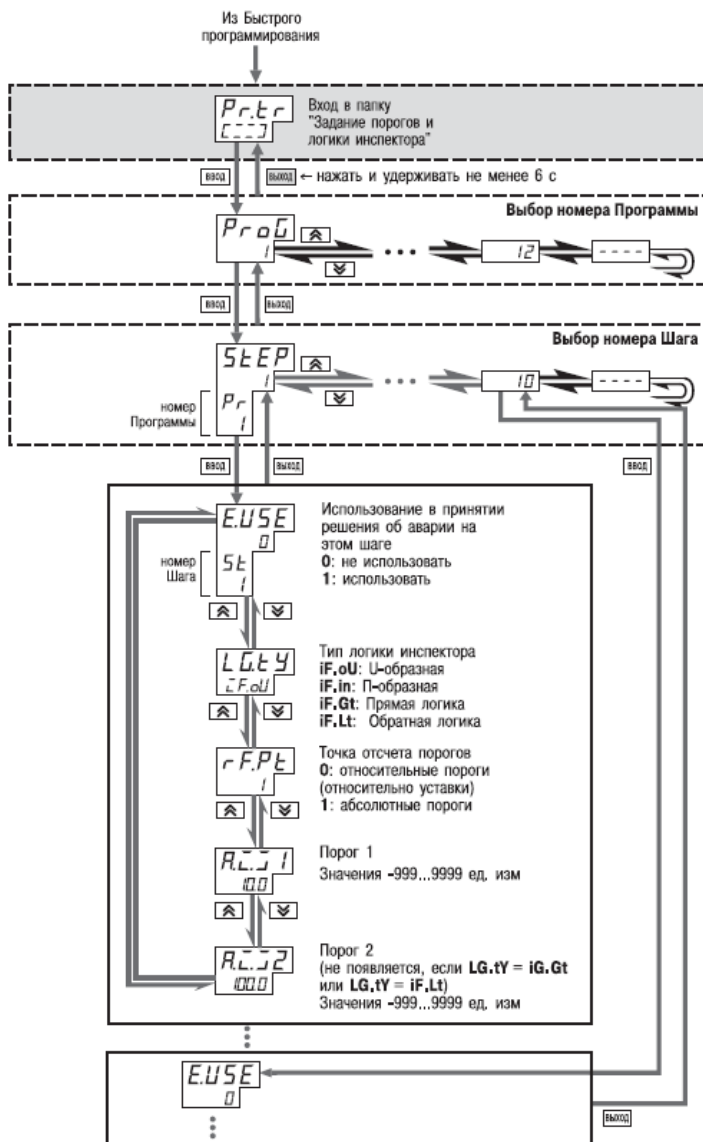 Из Быстрого
программирования
Pr.tr
[---]
Вход в папку
"Задание порогов и
логики инспектора"
ввод
выход ← нажать и удерживать не менее 6 с
Выбор номера Программы
ProG
1
...
12
----
ввод
выход
Выбор номера Шага
StEP
1
...
10
----
номер
Программы
Pr
1
ввод
выход
ввод
E.USE
0
Использование в принятии
решения об аварии на
этом шаге
0: не использовать
1: использовать
номер
Шага
St
1
LG.tY
iF.oU
Тип логики инспектора
iF.oU: U-образная
iF.in: П-образная
iF.Gt: Прямая логика
iF.Lt: Обратная логика
rF.Pt
1
Точка отсчета порогов
0: относительные пороги
(относительно уставки)
1: абсолютные пороги
10.0
Порог 1
Значения -999...9999 ед. изм
100.0
Порог 2
(не появляется, если LG.tY = iG.Gt
или LG.tY = iF.Lt)
Значения -999...9999 ед. изм
E.USE
0
выход